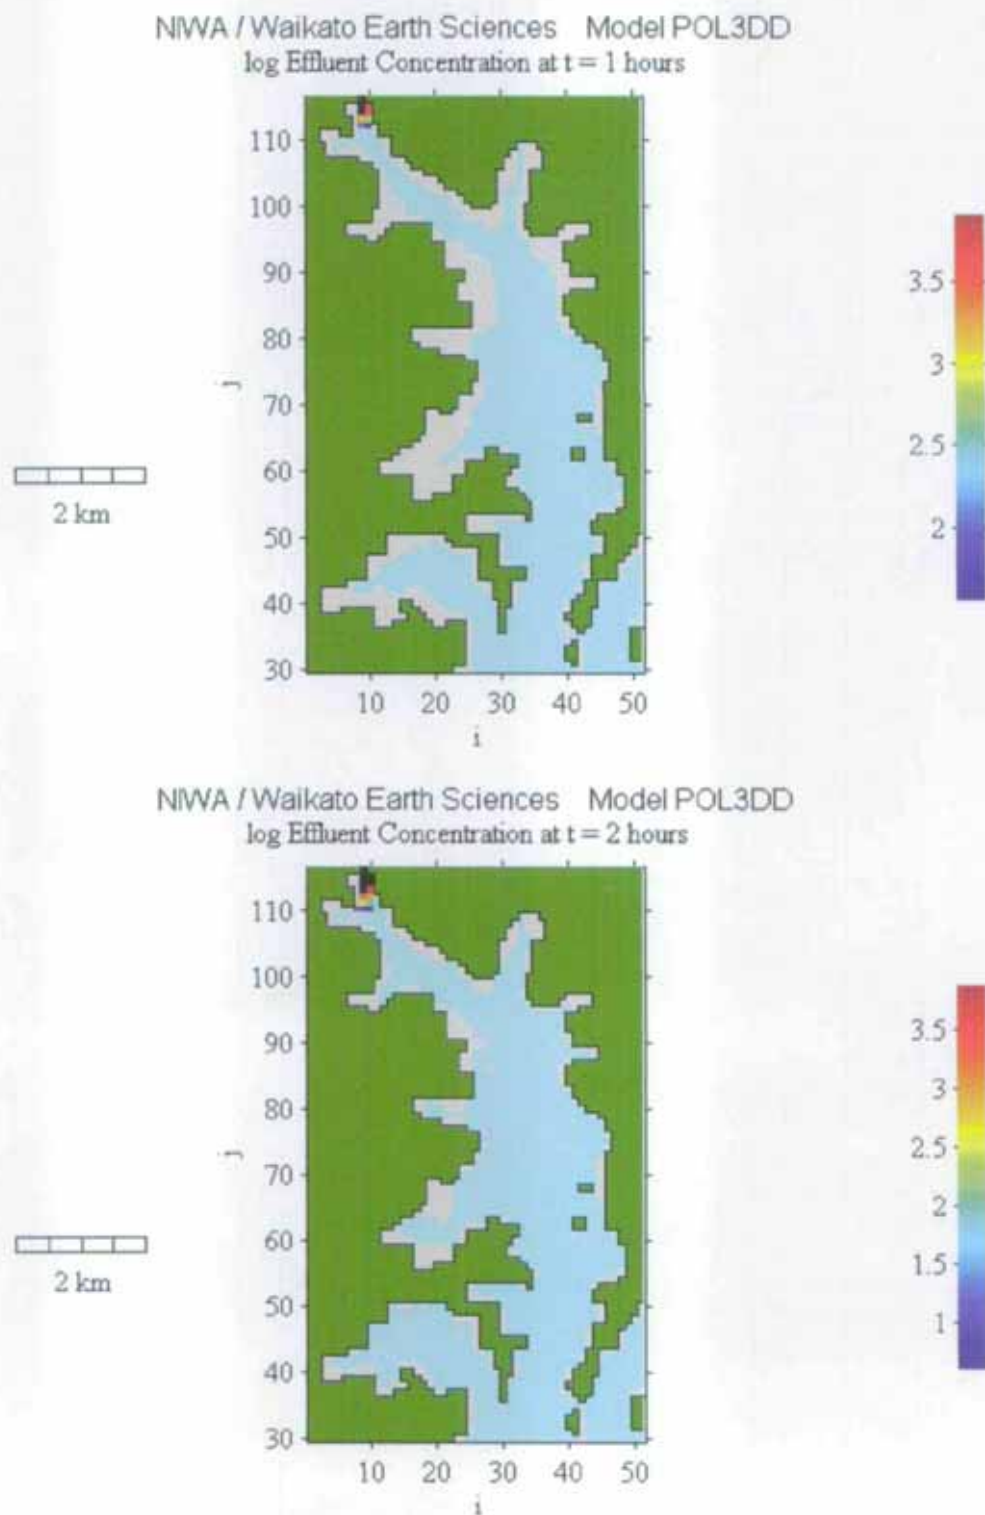 NIWA / Waikato Earth Sciences Model POL3DD
log Effluent Concentration at t = 1 hours
110
100
90
80
70
60
50
40
30
j
10 20 30 40 50
i
2 km
3.5
3
2.5
2
NIWA / Waikato Earth Sciences Model POL3DD
log Effluent Concentration at t = 2 hours
110
100
90
80
70
60
50
40
30
j
10 20 30 40 50
i
2 km
3.5
3
2.5
2
1.5
1